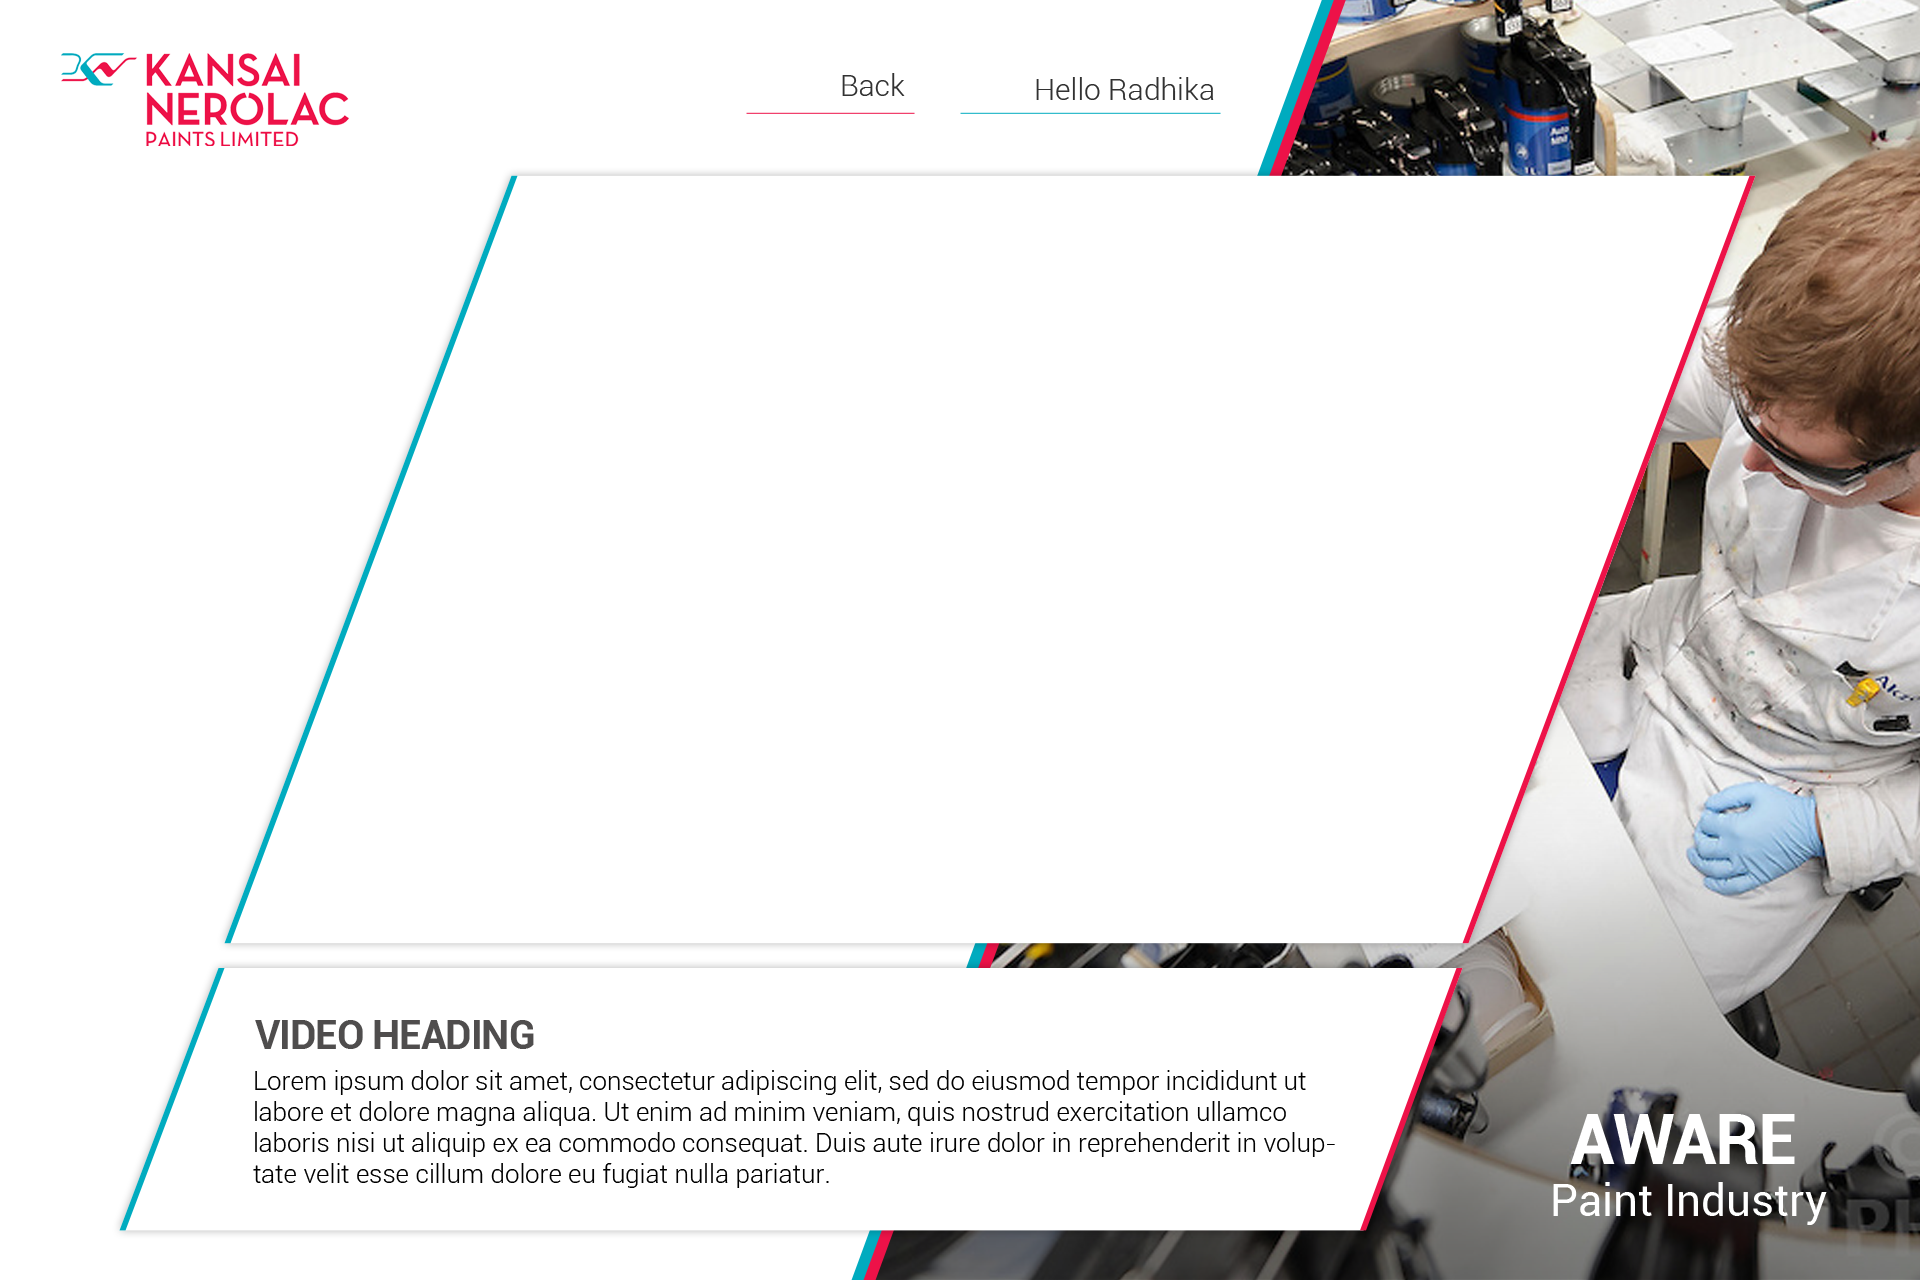 KANSAI
NEROLAC
PAINTS LIMITED
Back
Hello Radhika
VIDEO HEADING
Lorem ipsum dolor sit amet, consectetur adipiscing elit, sed do eiusmod tempor incididunt ut
labore et dolore magna aliqua. Ut enim ad minim veniam, quis nostrud exercitation ullamco
laboris nisi ut aliquip ex ea commodo consequat. Duis aute irure dolor in reprehenderit in volup-
tate velit esse cillum dolore eu fugiat nulla pariatur.
AWARE
Paint Industry